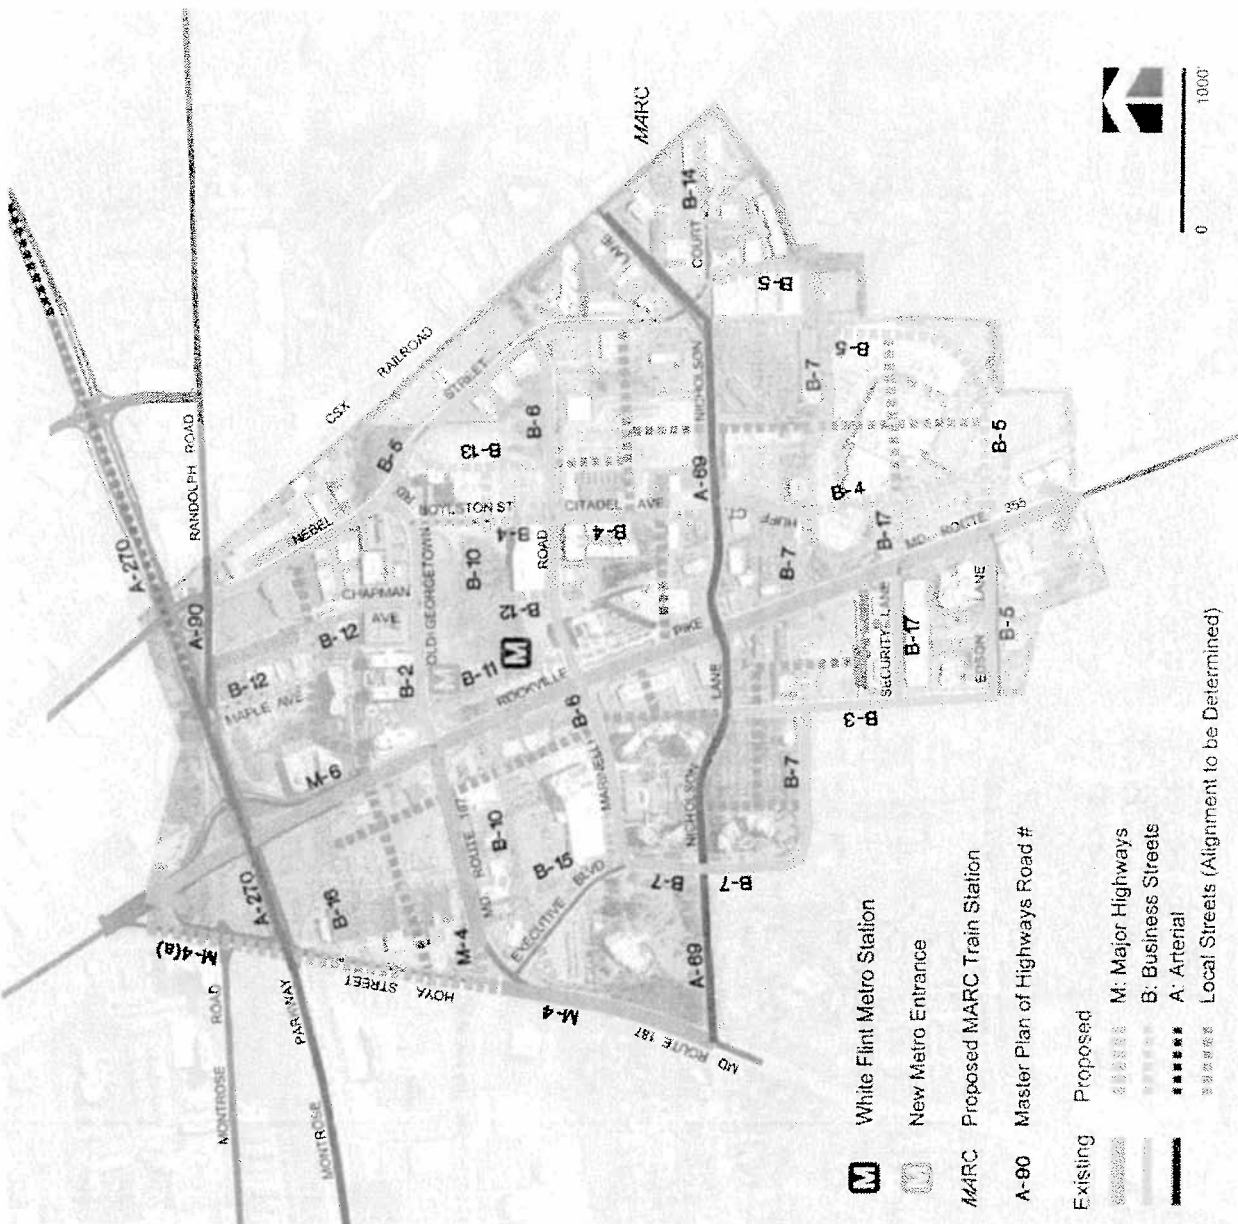 MARC
A-270
RANDOLPH ROAD
A-90
CSX RAILROAD
NEBEL STREET
B-5
B-13
B-6
LANE
COURT
B-14
B-5
B-12
MAPLE AVE
B-12
CHAPMAN AVE
B-2
OLD GEORGETOWN RD
BOYLSTON ST
B-10
B-4
B-12
ROAD
CITADEL AVE
B-4
B-11
M
ROCKVILLE PIKE
M-6
A-270
B-16
M-4(a)
MONTROSE ROAD
MONTROSE PARKWAY
HOYA STREET
M-4
MD ROUTE 187
B-10
B-15
EXECUTIVE BLVD
MARINELLI
B-6
M-4
MD ROUTE 187
A-69
NICHOLSON
LANE
A-69
NICHOLSON
B-7
B-7
B-7
B-3
HUFF CT
B-7
B-7
B-5
B-4
B-17
SECURITY LANE
B-17
MD. ROUTE 355
EDSON LANE
B-5
B-5
0 1000'
M White Flint Metro Station
M New Metro Entrance
MARC Proposed MARC Train Station
A-90 Master Plan of Highways Road #
Existing Proposed
M: Major Highways
B: Business Streets
A: Arterial
Local Streets (Alignment to be Determined)